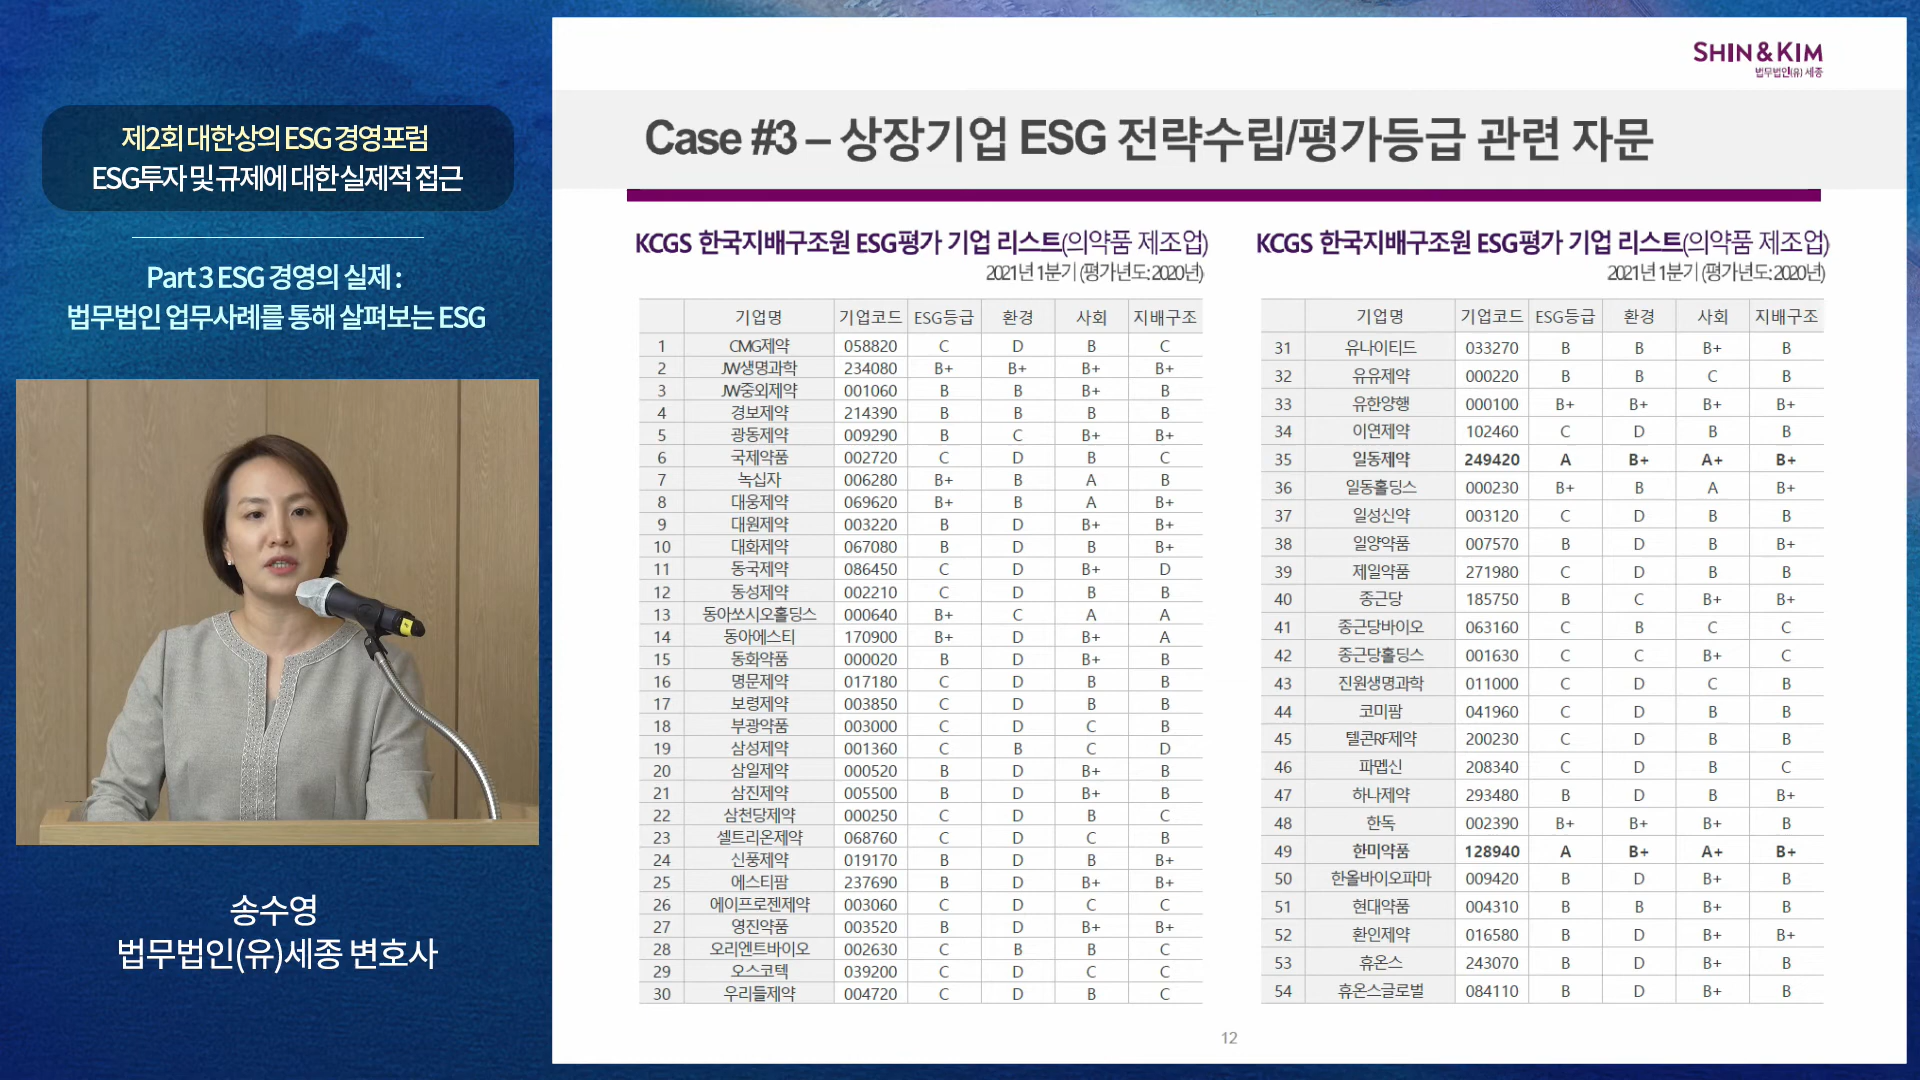 제2회 대한상의 ESG 경영포럼
ESG투자 및 규제에 대한 실제적 접근
Part 3 ESG 경영의 실제 :
법무법인 업무사례를 통해 살펴보는 ESG
송수영
법무법인(유)세종 변호사
SHIN&KIM
법무법인(유) 세종
Case #3 – 상장기업 ESG 전략수립/평가등급 관련 자문
KCGS 한국지배구조원 ESG평가 기업 리스트(의약품 제조업)
2021년 1분기 (평가년도: 2020년)
기업명 기업코드 ESG등급 환경 사회 지배구조
1 CMG제약 058820 C D B C
2 JW생명과학 234080 B+ B+ B+ B+
3 JW중외제약 001060 B B B+ B
4 경보제약 214390 B B B B
5 광동제약 009290 B C B+ B+
6 국제약품 002720 C D B C
7 녹십자 006280 B+ B A B
8 대웅제약 069620 B+ B A B+
9 대원제약 003220 B D B+ B+
10 대화제약 067080 B D B B+
11 동국제약 086450 C D B+ D
12 동성제약 002210 C D B B
13 동아쏘시오홀딩스 000640 B+ C A A
14 동아에스티 170900 B+ D B+ A
15 동화약품 000020 B D B+ B
16 명문제약 017180 C D B B
17 보령제약 003850 C D B B
18 부광약품 003000 C D C B
19 삼성제약 001360 C B C D
20 삼일제약 000520 B D B+ B
21 삼진제약 005500 B D B+ B
22 삼천당제약 000250 C D B C
23 셀트리온제약 068760 C D C B
24 신풍제약 019170 B D B B+
25 에스티팜 237690 B D B+ B+
26 에이프로젠제약 003060 C D C C
27 영진약품 003520 B D B+ B+
28 오리엔트바이오 002630 C B B C
29 오스코텍 039200 C D C C
30 우리들제약 004720 C D B C
KCGS 한국지배구조원 ESG평가 기업 리스트(의약품 제조업)
2021년 1분기 (평가년도: 2020년)
기업명 기업코드 ESG등급 환경 사회 지배구조
31 유나이티드 033270 B B B+ B
32 유유제약 000220 B B C B
33 유한양행 000100 B+ B+ B+ B+
34 이연제약 102460 C D B B
35 일동제약 249420 A B+ A+ B+
36 일동홀딩스 000230 B+ B A B+
37 일성신약 003120 C D B B
38 일양약품 007570 B D B B+
39 제일약품 271980 C D B B
40 종근당 185750 B C B+ B+
41 종근당바이오 063160 C B C C
42 종근당홀딩스 001630 C C B+ C
43 진원생명과학 011000 C D C B
44 코미팜 041960 C D B B
45 텔콘RF제약 200230 C D B B
46 파멥신 208340 C D B C
47 하나제약 293480 B D B B+
48 한독 002390 B+ B+ B+ B
49 한미약품 128940 A B+ A+ B+
50 한올바이오파마 009420 B D B+ B
51 현대약품 004310 B B B+ B
52 환인제약 016580 B D B+ B+
53 휴온스 243070 B D B+ B
54 휴온스글로벌 084110 B D B+ B
12